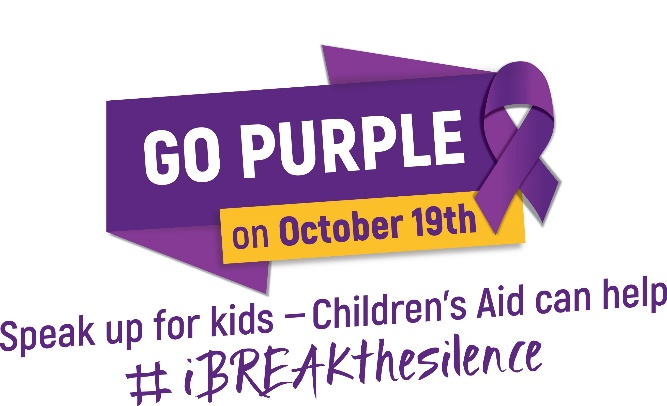 GO PURPLE
on October 19th
Speak up for kids – Children's Aid can help
#iBREAKthesilence